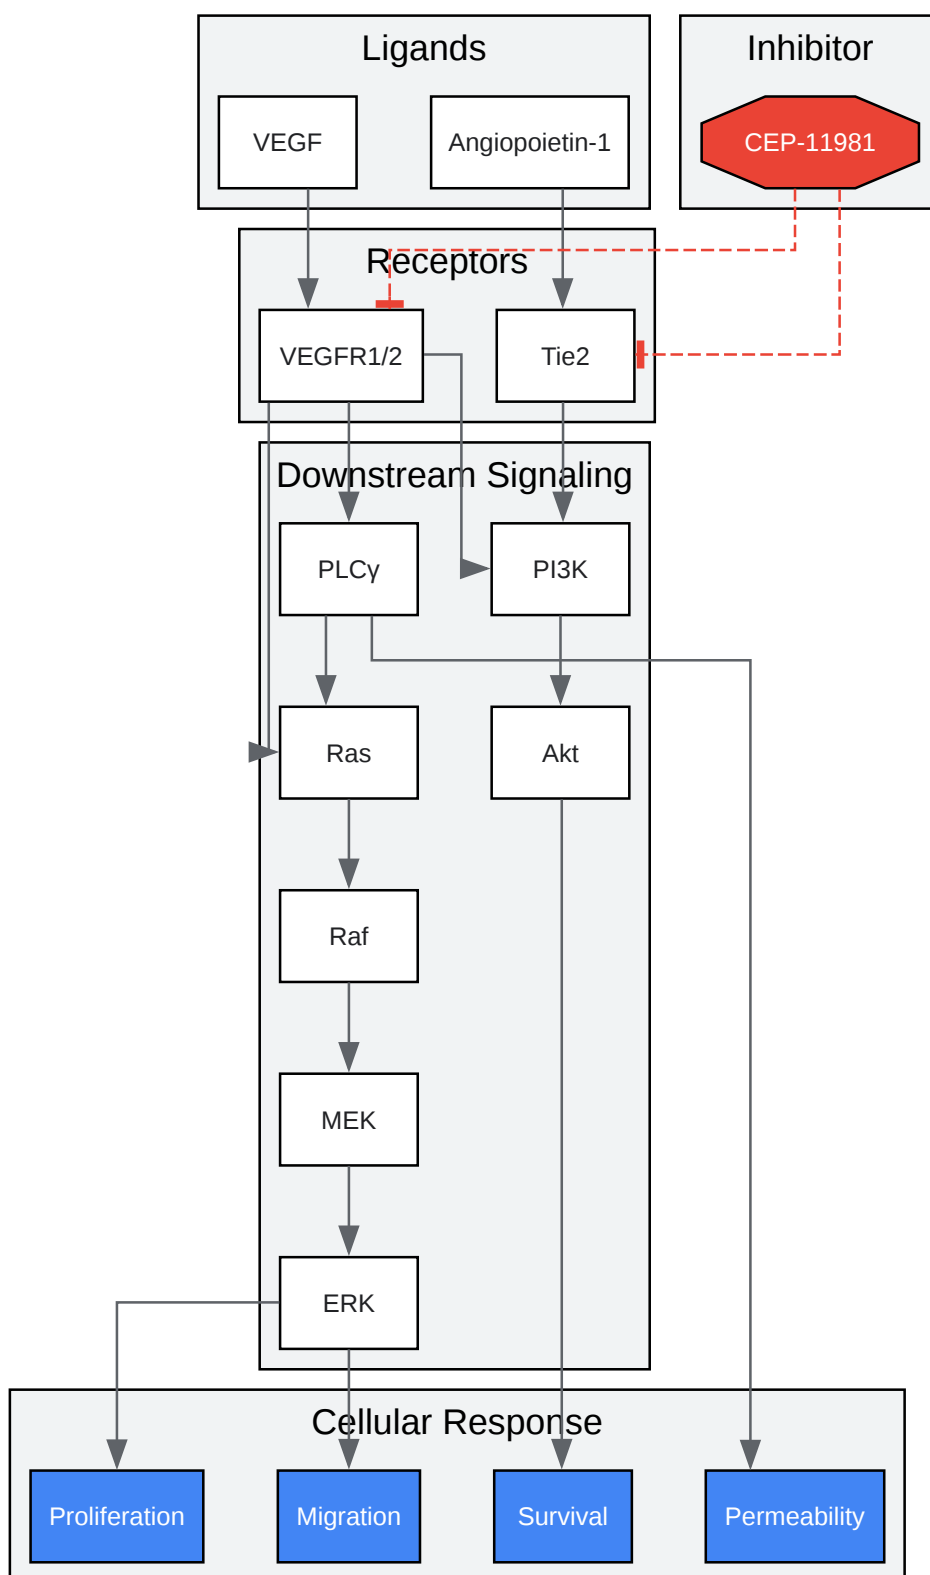 Ligands
Inhibitor
VEGF
Angiopoietin-1
CEP-11981
Receptors
VEGFR1/2
Tie2
Downstream Signaling
PLCγ
PI3K
Ras
Akt
Raf
MEK
ERK
Cellular Response
Proliferation
Migration
Survival
Permeability